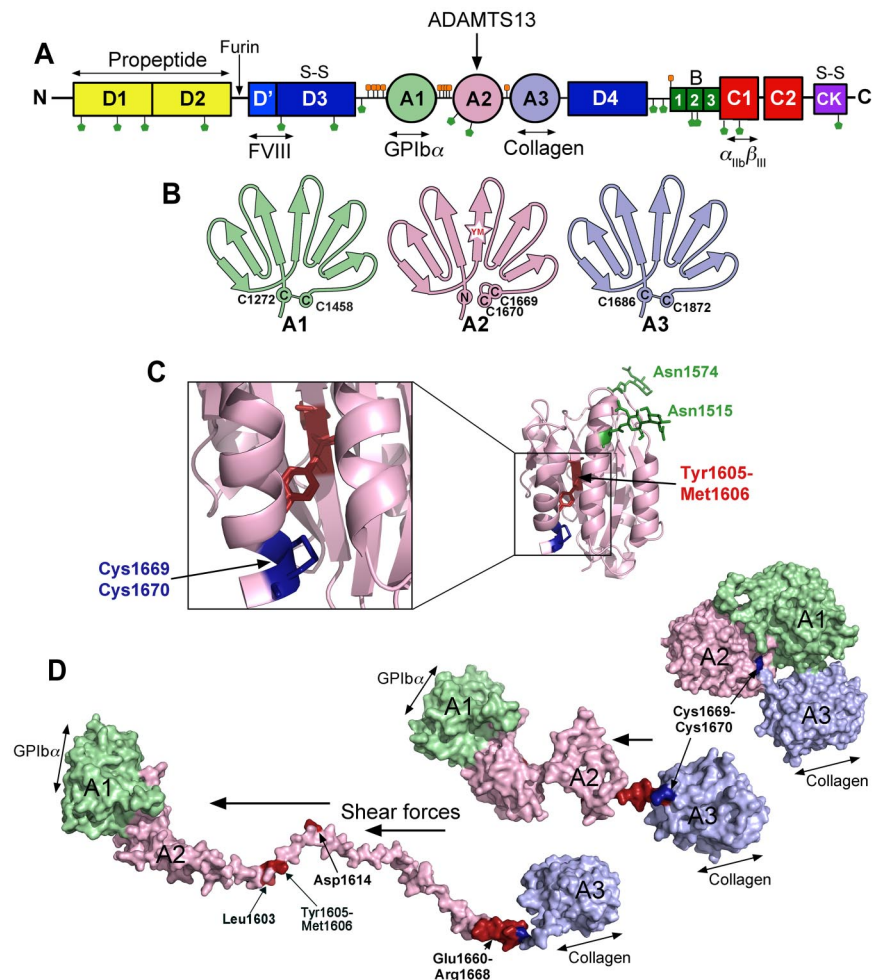 ADAMTS13
A
Propeptide
Furin
S-S
B
S-S
N
D1
D2
D'
D3
A1
A2
A3
D4
1
2
3
C1
C2
CK
C
FVIII
GPIbα
Collagen
αIIbβIII
B
YM
C1272
C
C
C1458
N
C
C
C1669
C1670
C1686
C
C
C1872
A1
A2
A3
C
Asn1574
Asn1515
Tyr1605-
Met1606
Cys1669
Cys1670
D
A1
A2
Cys1669-
Cys1670
A3
Collagen
GPIbα
A1
A2
A3
Collagen
GPIbα
A1
Shear forces
A2
Asp1614
Leu1603
Tyr1605-
Met1606
A3
Glu1660-
Arg1668
Collagen